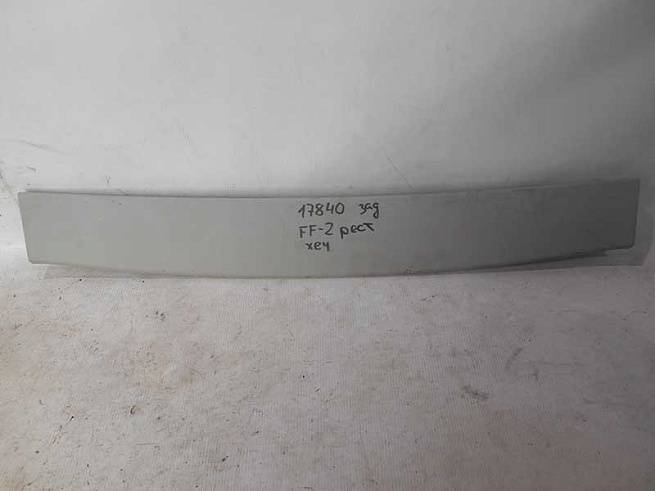 17840 зад
FF-2 рест
хеч